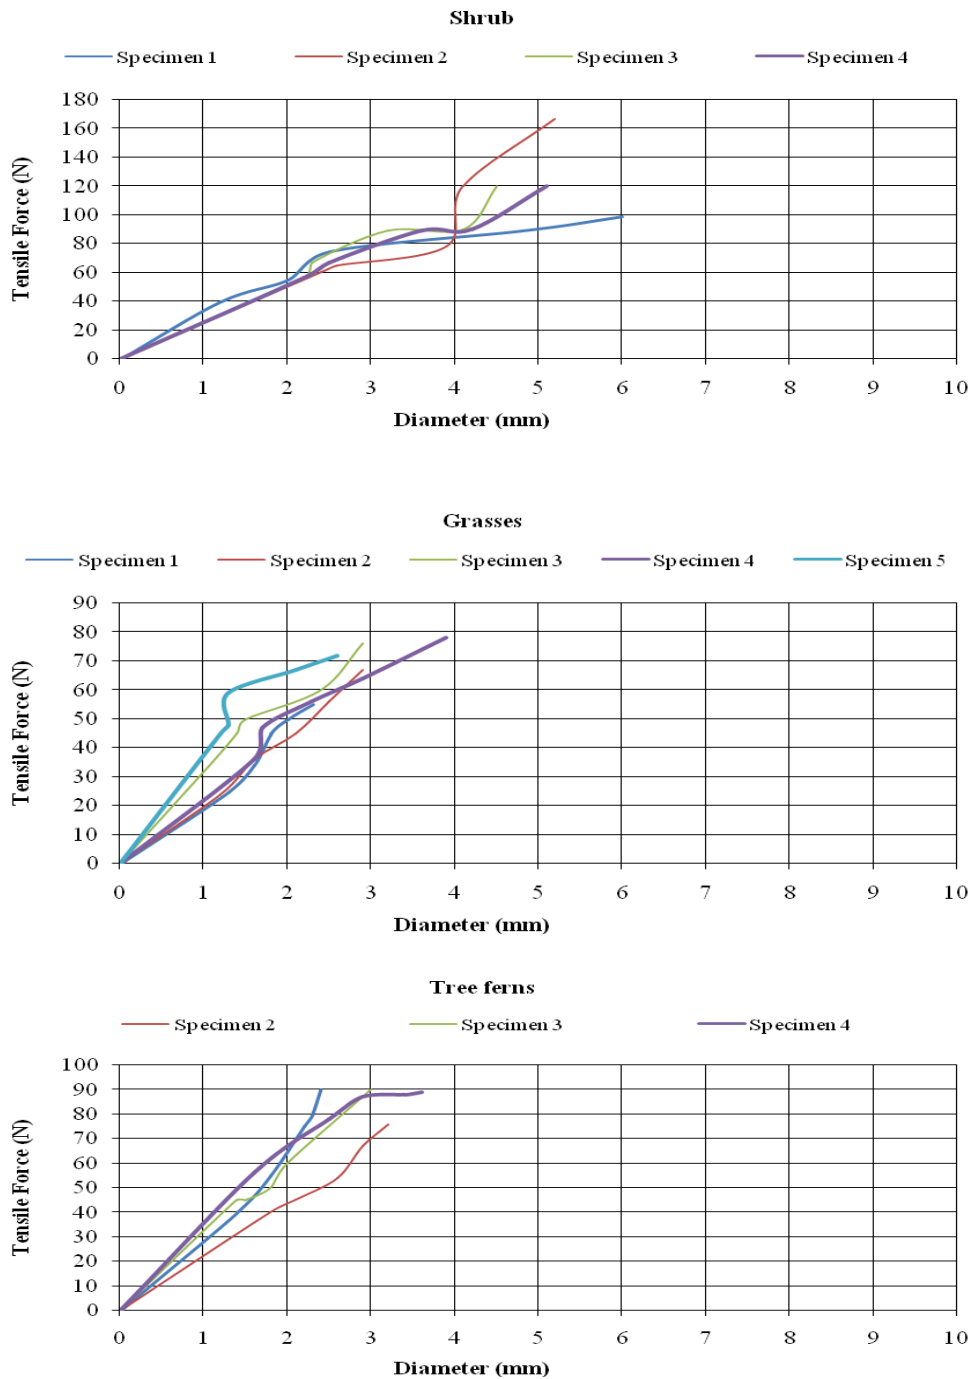 Shrub
Specimen 1 Specimen 2 Specimen 3 Specimen 4
180
160
140
120
100
80
60
40
20
0
Tensile Force (N)
0 1 2 3 4 5 6 7 8 9 10
Diameter (mm)
Grasses
Specimen 1 Specimen 2 Specimen 3 Specimen 4 Specimen 5
90
80
70
60
50
40
30
20
10
0
Tensile Force (N)
0 1 2 3 4 5 6 7 8 9 10
Diameter (mm)
Tree ferns
Specimen 2 Specimen 3 Specimen 4
100
90
80
70
60
50
40
30
20
10
0
Tensile Force (N)
0 1 2 3 4 5 6 7 8 9 10
Diameter (mm)